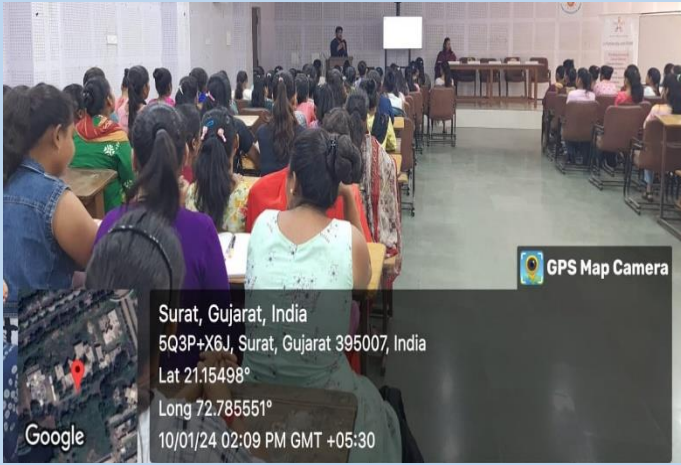 GPS Map Camera
Surat, Gujarat, India
5Q3P+X6J, Surat, Gujarat 395007, India
Lat 21.15498°
Long 72.785551°
10/01/24 02:09 PM GMT +05:30
Google